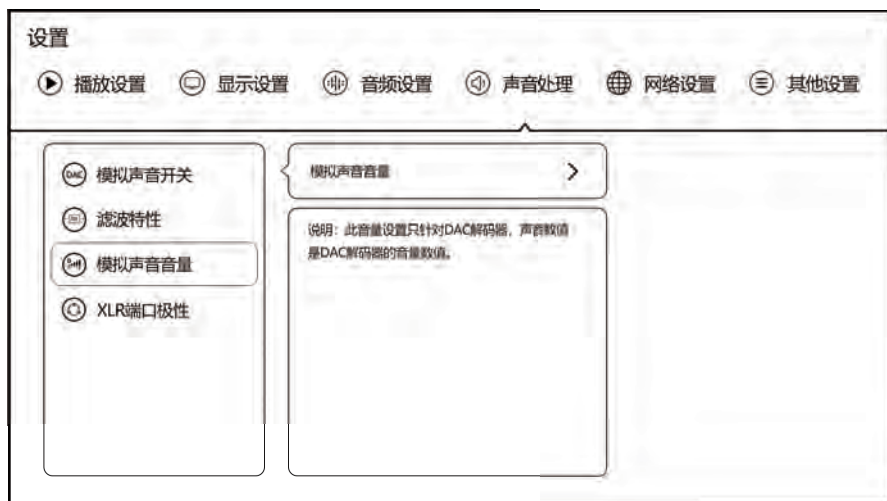 设置
播放设置 显示设置 音频设置 声音处理 网络设置 其他设置
DAC 模拟声音开关
滤波特性
模拟声音音量
XLR端口极性
模拟声音音量
说明：此音量设置只针对DAC解码器，声音数值
是DAC解码器的音量数值。